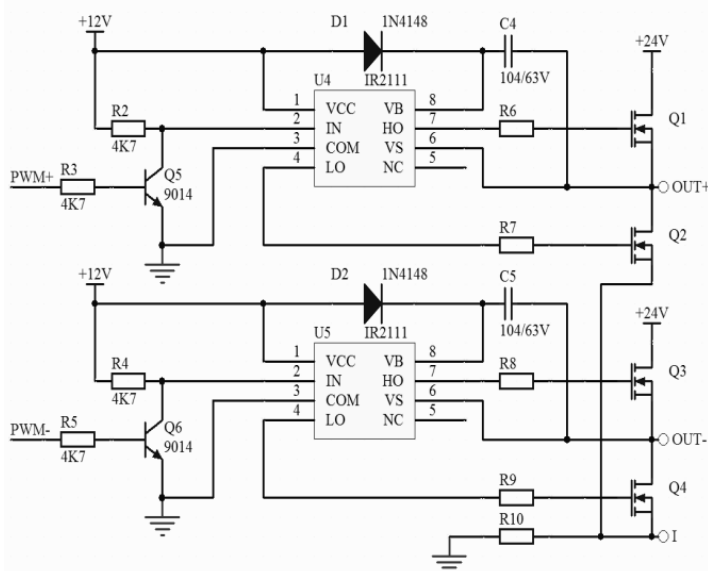 +12V
D1 1N4148 C4
+24V
104/63V
U4
IR2111
R2
4K7
1 VCC VB 8
2 IN HO 7
3 COM VS 6
4 LO NC 5
R6
Q1
PWM+ R3
4K7
Q5
9014
OUT+
R7
Q2
+12V
D2 1N4148 C5
+24V
104/63V
U5
IR2111
R4
4K7
1 VCC VB 8
2 IN HO 7
3 COM VS 6
4 LO NC 5
R8
Q3
PWM- R5
4K7
Q6
9014
OUT-
R9
Q4
R10
I